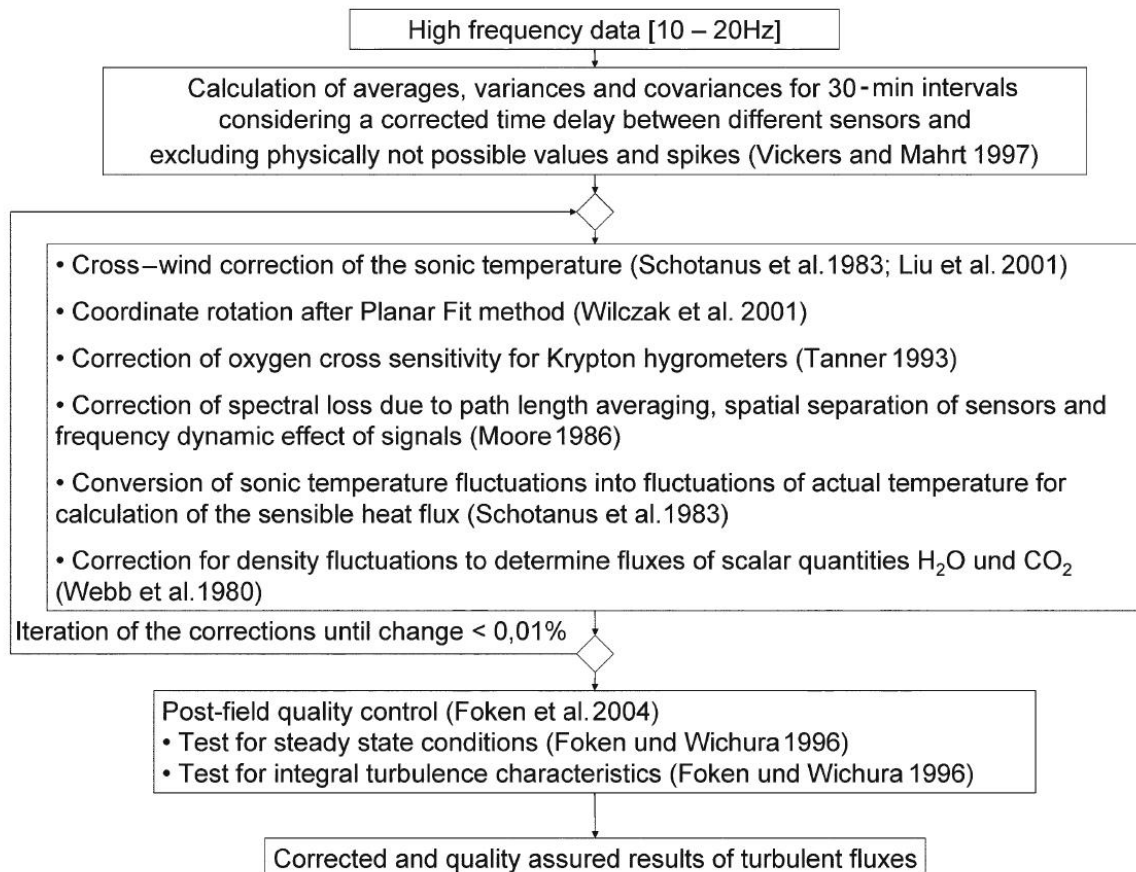 High frequency data [10 – 20Hz]
Calculation of averages, variances and covariances for 30-min intervals
considering a corrected time delay between different sensors and
excluding physically not possible values and spikes (Vickers and Mahrt 1997)
• Cross–wind correction of the sonic temperature (Schotanus et al.1983; Liu et al. 2001)
• Coordinate rotation after Planar Fit method (Wilczak et al. 2001)
• Correction of oxygen cross sensitivity for Krypton hygrometers (Tanner 1993)
• Correction of spectral loss due to path length averaging, spatial separation of sensors and
frequency dynamic effect of signals (Moore 1986)
• Conversion of sonic temperature fluctuations into fluctuations of actual temperature for
calculation of the sensible heat flux (Schotanus et al.1983)
• Correction for density fluctuations to determine fluxes of scalar quantities H₂O und CO₂
(Webb et al.1980)
Iteration of the corrections until change < 0,01%
Post-field quality control (Foken et al. 2004)
• Test for steady state conditions (Foken und Wichura 1996)
• Test for integral turbulence characteristics (Foken und Wichura 1996)
Corrected and quality assured results of turbulent fluxes